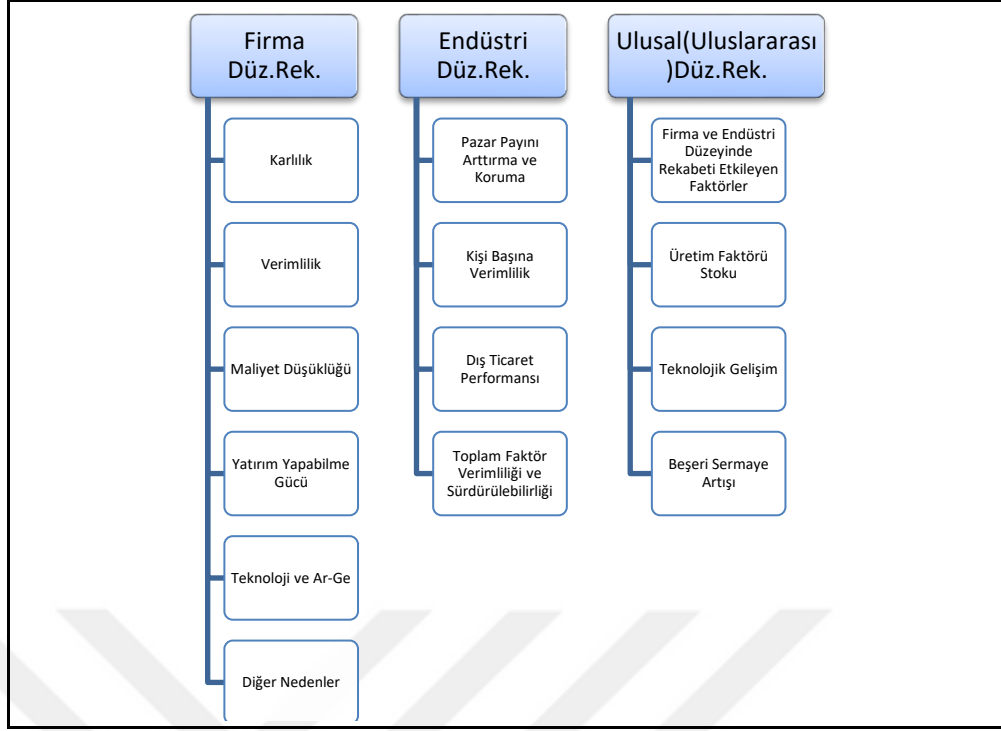 Firma
Düz.Rek.
Karlılık
Verimlilik
Maliyet Düşüklüğü
Yatırım Yapabilme
Gücü
Teknoloji ve Ar-Ge
Diğer Nedenler
Endüstri
Düz.Rek.
Pazar Payını
Arttırma ve
Koruma
Kişi Başına
Verimlilik
Dış Ticaret
Performansı
Toplam Faktör
Verimliliği ve
Sürdürülebilirliği
Ulusal(Uluslararası
)Düz.Rek.
Firma ve Endüstri
Düzeyinde
Rekabeti Etkileyen
Faktörler
Üretim Faktörü
Stoku
Teknolojik Gelişim
Beşeri Sermaye
Artışı